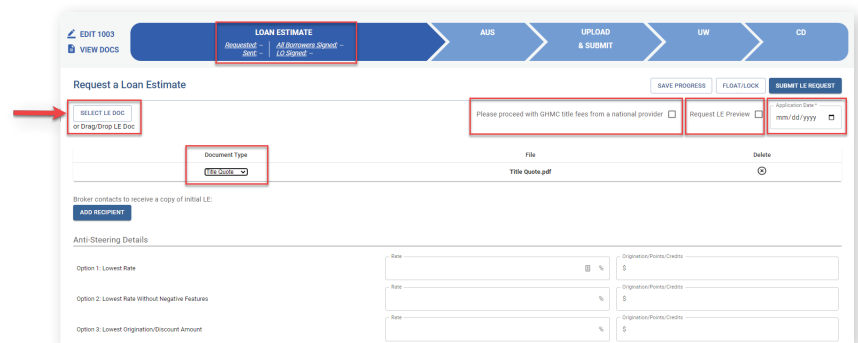 EDIT 1003
VIEW DOCS
LOAN ESTIMATE
Requested: – All Borrowers Signed: –
Sent: – LO Signed: –
AUS
UPLOAD
& SUBMIT
UW
CD
Request a Loan Estimate
SAVE PROGRESS
FLOAT/LOCK
SUBMIT LE REQUEST
SELECT LE DOC
or Drag/Drop LE Doc
Please proceed with GHMC title fees from a national provider
Request LE Preview
Application Date *
mm/dd/yyyy
Document Type File Delete
Title Quote Title Quote.pdf
Broker contacts to receive a copy of initial LE:
ADD RECIPIENT
Anti-Steering Details
Option 1: Lowest Rate
Rate
%
Origination/Points/Credits
$
Option 2: Lowest Rate Without Negative Features
Rate
%
Origination/Points/Credits
$
Option 3: Lowest Origination/Discount Amount
Rate
%
Origination/Points/Credits
$